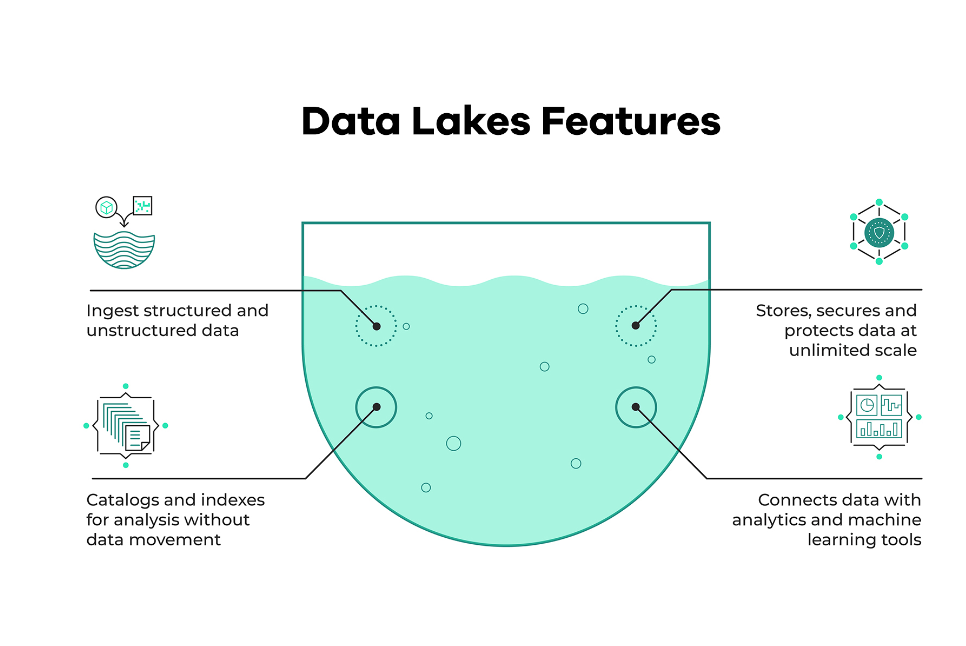 Data Lakes Features
Ingest structured and
unstructured data
Stores, secures and
protects data at
unlimited scale
Catalogs and indexes
for analysis without
data movement
Connects data with
analytics and machine
learning tools